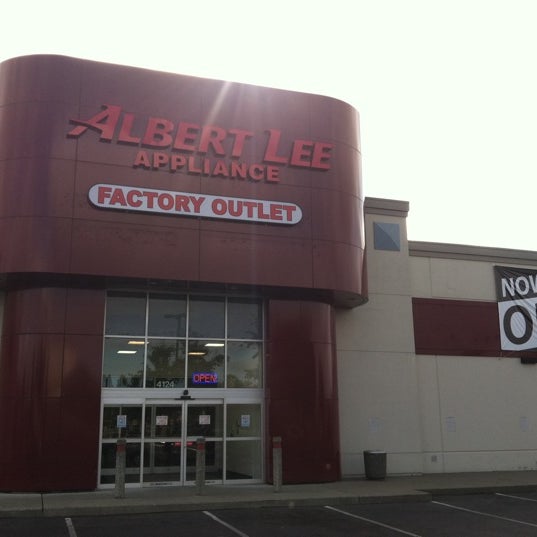 ALBERT LEE
APPLIANCE
FACTORY OUTLET
NOW
4124
OPEN